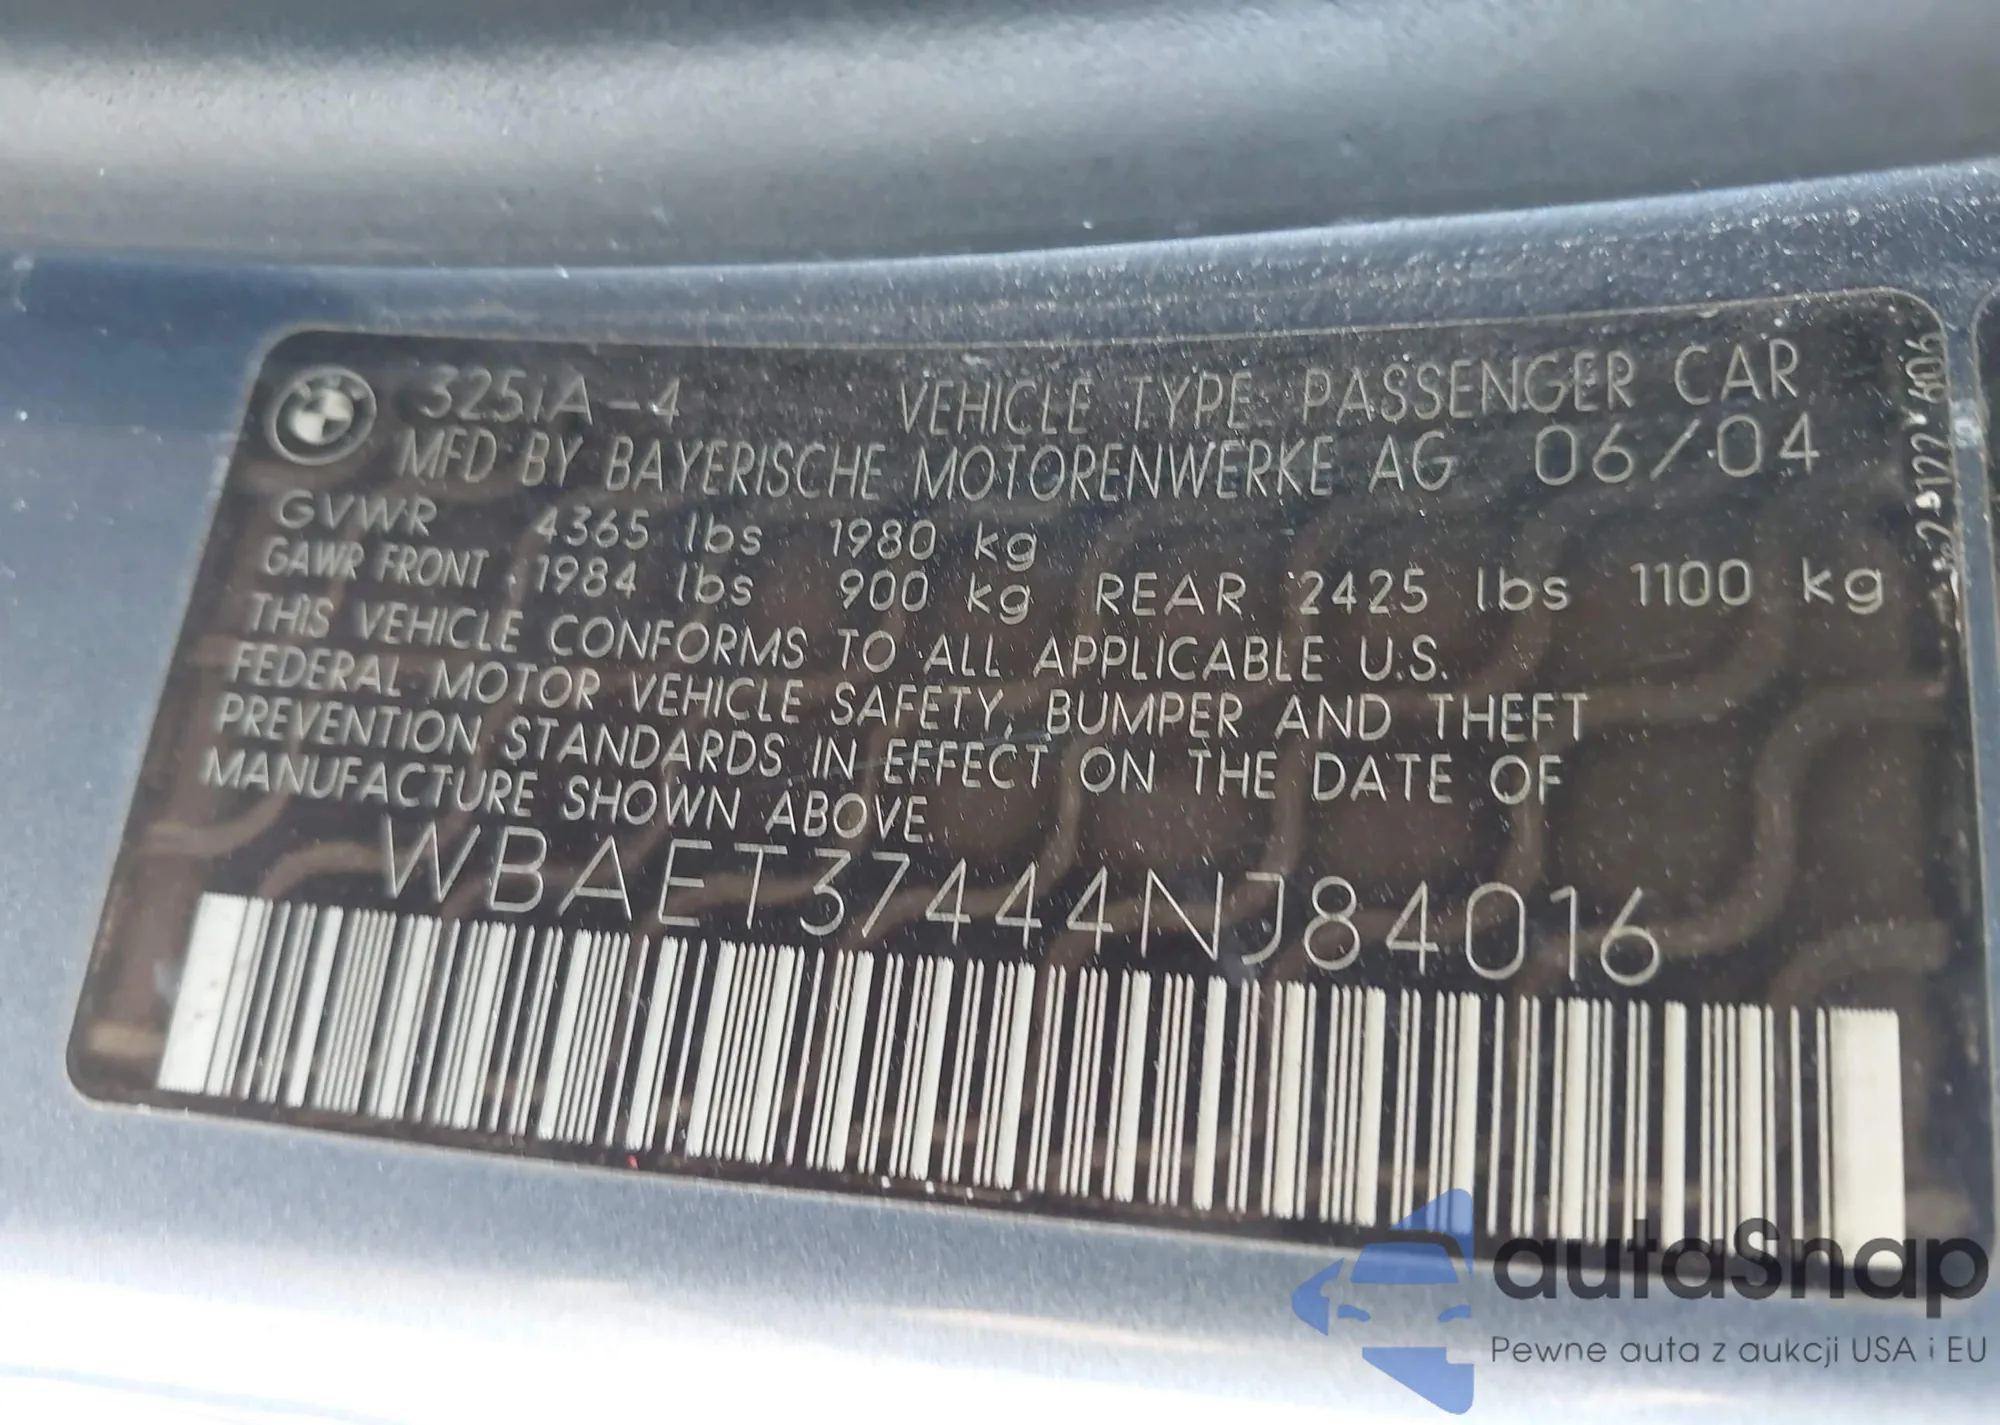 325iA-4 VEHICLE TYPE: PASSENGER CAR
MFD BY BAYERISCHE MOTORENWERKE AG 06/04
GVWR 4365 lbs 1980 kg
GAWR FRONT 1984 lbs 900 kg REAR 2425 lbs 1100 kg
THIS VEHICLE CONFORMS TO ALL APPLICABLE U.S.
FEDERAL MOTOR VEHICLE SAFETY, BUMPER AND THEFT
PREVENTION STANDARDS IN EFFECT ON THE DATE OF
MANUFACTURE SHOWN ABOVE.
WBAET37444NJ84016
autaSnap
Pewne auta z aukcji USA i EU